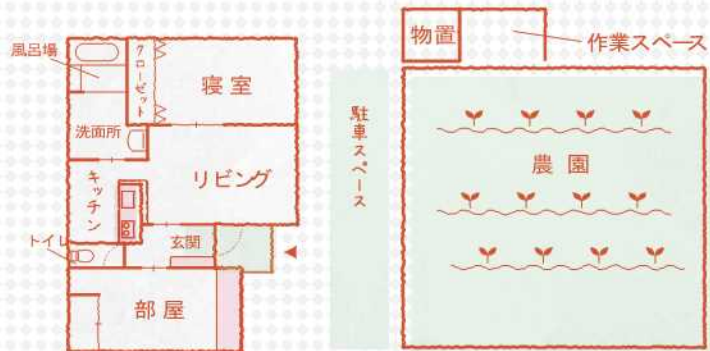 物置
作業スペース
風呂場
クローゼット
寝室
洗面所
駐車スペース
農園
リビング
キッチン
トイレ
玄関
部屋